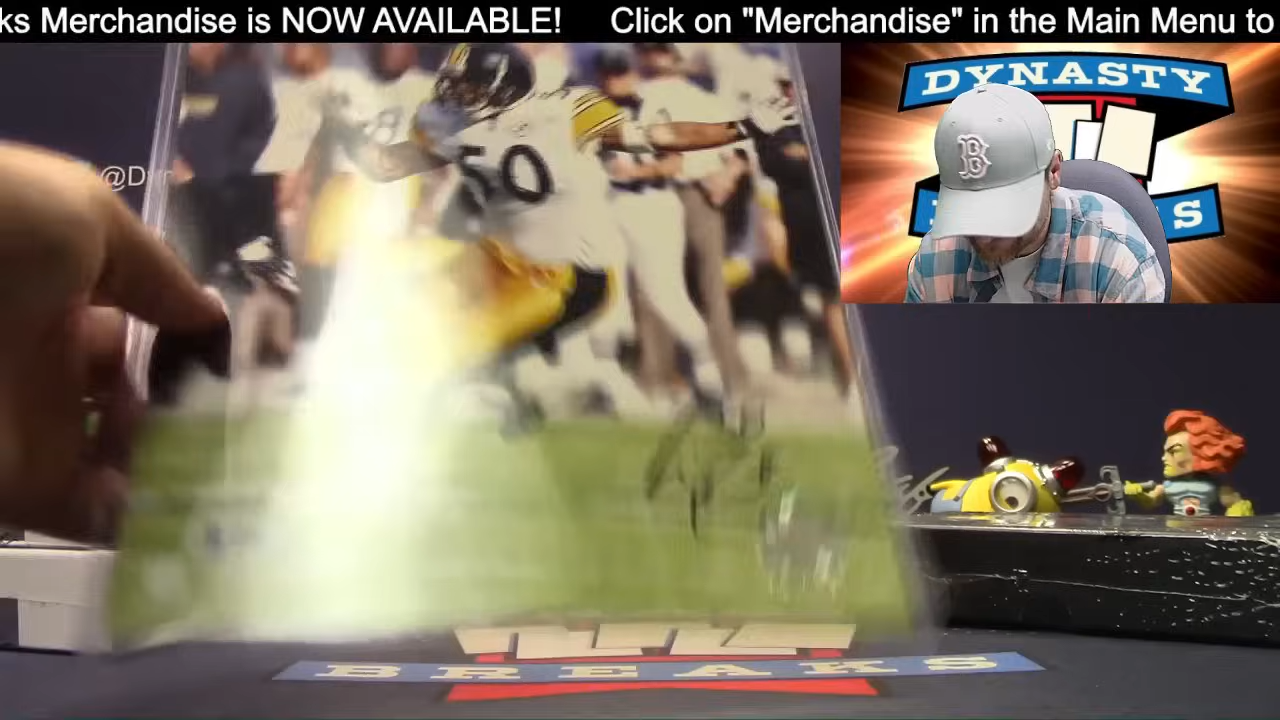 ks Merchandise is NOW AVAILABLE! Click on "Merchandise" in the Main Menu to
DYNASTY
B
S
50
BREAKS